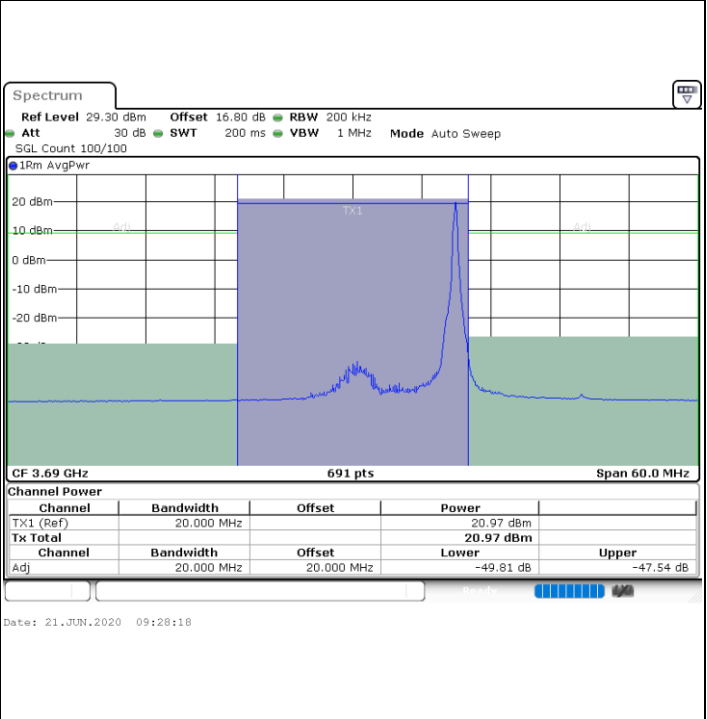 Spectrum
Ref Level 29.30 dBm Offset 16.80 dB RBW 200 kHz
Att 30 dB SWT 200 ms VBW 1 MHz Mode Auto Sweep
SGL Count 100/100
1Rm AvgPwr
20 dBm
TX1
Adj Adj
10 dBm
0 dBm
-10 dBm
-20 dBm
CF 3.69 GHz 691 pts Span 60.0 MHz
Channel Power
Channel Bandwidth Offset Power
TX1 (Ref) 20.000 MHz 20.97 dBm
Tx Total 20.97 dBm
Channel Bandwidth Offset Lower Upper
Adj 20.000 MHz 20.000 MHz -49.81 dB -47.54 dB
Ready
Date: 21.JUN.2020 09:28:18